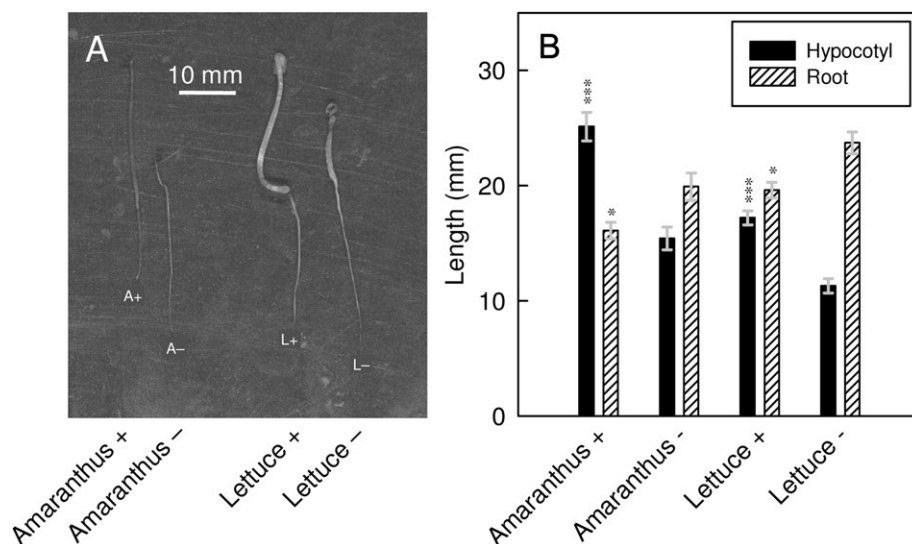 A
10 mm
A+
A–
L+
L–
Amaranthus +
Amaranthus –
Lettuce +
Lettuce –
B
Hypocotyl
Root
Length (mm)
30
20
10
0
***
*
***
*
Amaranthus +
Amaranthus -
Lettuce +
Lettuce -